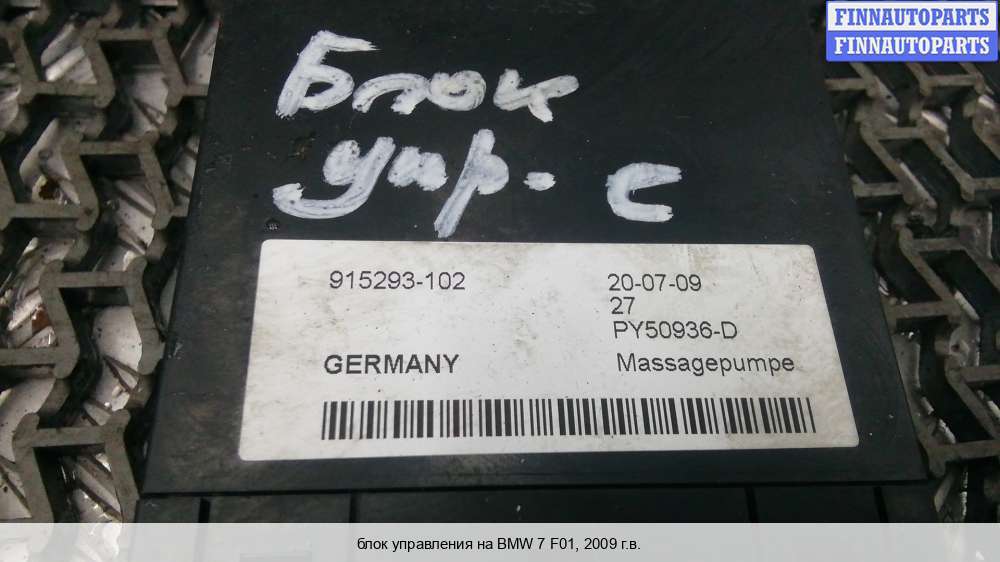 FINNAUTOPARTS
FINNAUTOPARTS
Блок
упр. с
915293-102
20-07-09
27
PY50936-D
GERMANY
Massagepumpe
блок управления на BMW 7 F01, 2009 г.в.